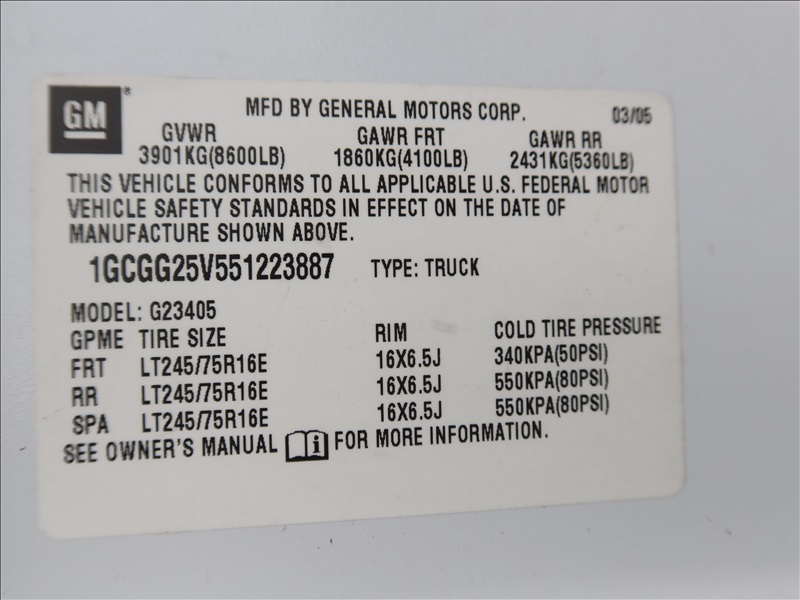 GM®
MFD BY GENERAL MOTORS CORP. 03/05
GVWR GAWR FRT GAWR RR
3901KG(8600LB) 1860KG(4100LB) 2431KG(5360LB)
THIS VEHICLE CONFORMS TO ALL APPLICABLE U.S. FEDERAL MOTOR
VEHICLE SAFETY STANDARDS IN EFFECT ON THE DATE OF
MANUFACTURE SHOWN ABOVE.
1GCGG25V551223887 TYPE: TRUCK
MODEL: G23405
GPME TIRE SIZE RIM COLD TIRE PRESSURE
FRT LT245/75R16E 16X6.5J 340KPA(50PSI)
RR LT245/75R16E 16X6.5J 550KPA(80PSI)
SPA LT245/75R16E 16X6.5J 550KPA(80PSI)
SEE OWNER'S MANUAL i FOR MORE INFORMATION.